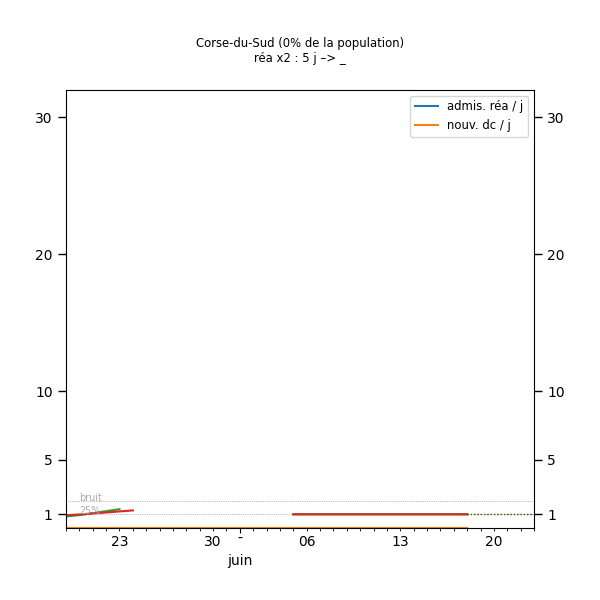 Corse-du-Sud (0% de la population)
réa x2 : 5 j –> _
admis. réa / j
nouv. dc / j
30
30
20
20
10
10
5
5
bruit
25%
1
1
23
30
-
06
13
20
juin